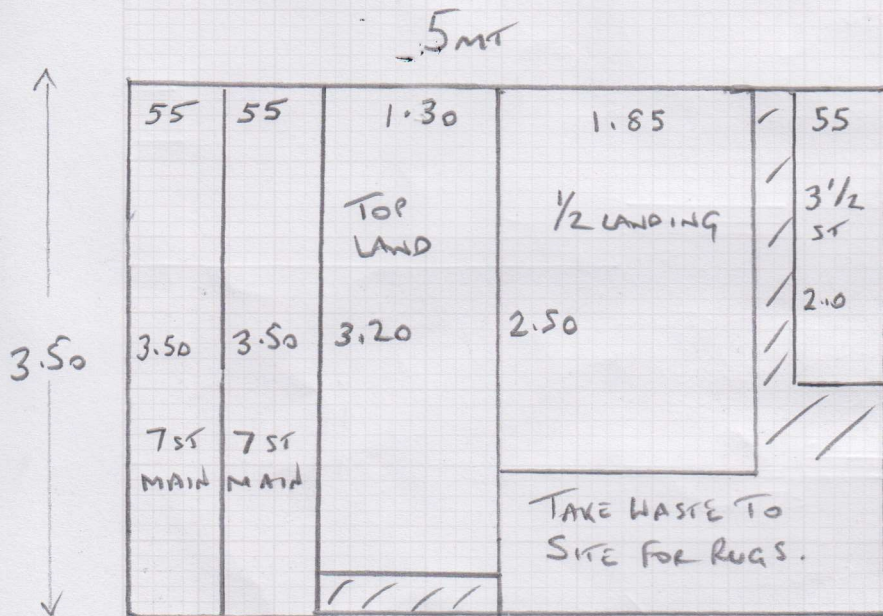 5MT
55 55 1.30 1.85 55
TOP
LAND
1/2 LANDING
3 1/2
ST
2.0
3.50
3.50 3.50 3.20 2.50
7 ST 7 ST
MAIN MAIN
TAKE WASTE TO
SITE FOR RUGS.